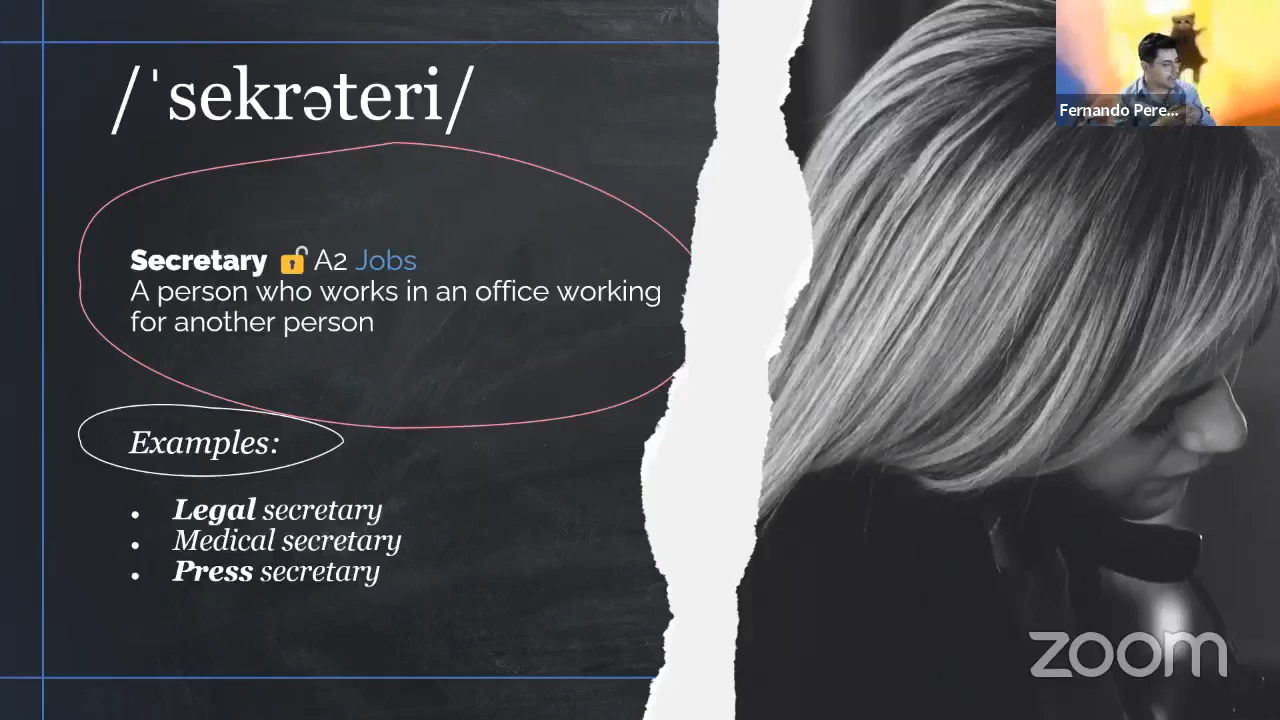 /ˈsekrəteri/
Fernando Pere...
Secretary 🔓 A2 Jobs
A person who works in an office working
for another person
Examples:
• Legal secretary
• Medical secretary
• Press secretary
zoom